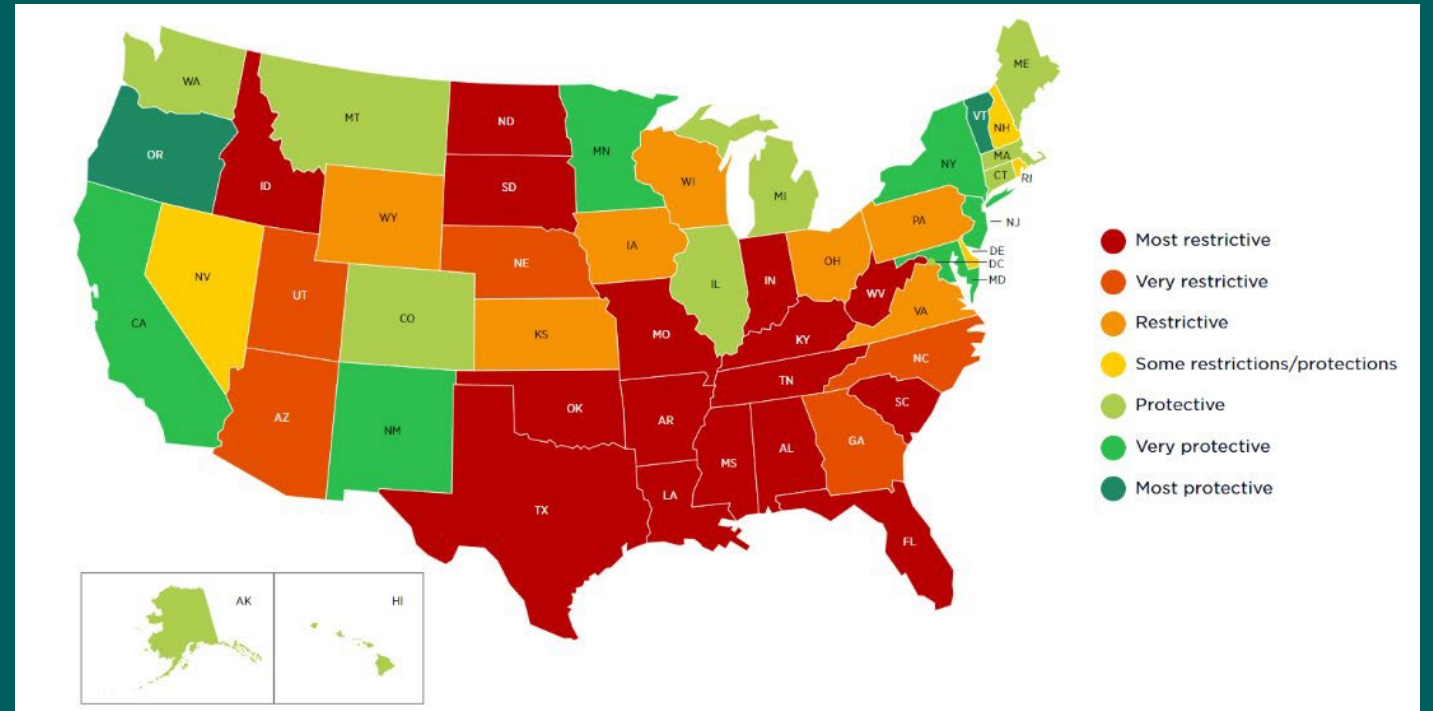 WA
MT
ND
MN
ME
VT
NH
OR
ID
SD
WI
MI
NY
MA
CT
RI
WY
IA
PA
NJ
NE
OH
DE
DC
MD
NV
UT
CO
IL
IN
WV
VA
CA
KS
MO
KY
NC
AZ
NM
OK
AR
TN
SC
MS
AL
GA
LA
TX
FL
AK
HI
Most restrictive
Very restrictive
Restrictive
Some restrictions/protections
Protective
Very protective
Most protective